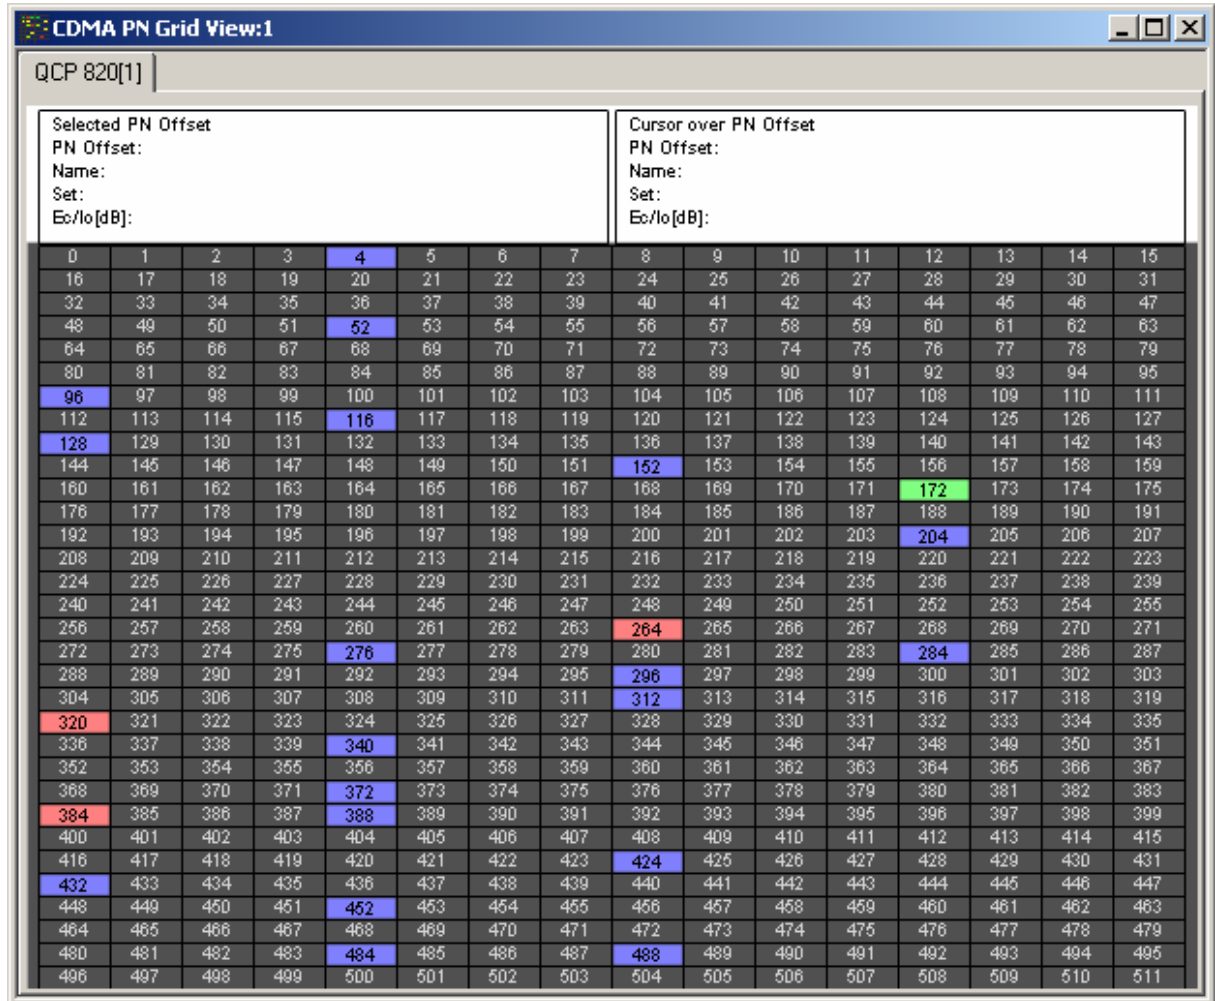 CDMA PN Grid View:1
QCP 820[1]
Selected PN Offset
PN Offset:
Name:
Set:
Ec/Io[dB]:
Cursor over PN Offset
PN Offset:
Name:
Set:
Ec/Io[dB]:
0 1 2 3 4 5 6 7 8 9 10 11 12 13 14 15
16 17 18 19 20 21 22 23 24 25 26 27 28 29 30 31
32 33 34 35 36 37 38 39 40 41 42 43 44 45 46 47
48 49 50 51 52 53 54 55 56 57 58 59 60 61 62 63
64 65 66 67 68 69 70 71 72 73 74 75 76 77 78 79
80 81 82 83 84 85 86 87 88 89 90 91 92 93 94 95
96 97 98 99 100 101 102 103 104 105 106 107 108 109 110 111
112 113 114 115 116 117 118 119 120 121 122 123 124 125 126 127
128 129 130 131 132 133 134 135 136 137 138 139 140 141 142 143
144 145 146 147 148 149 150 151 152 153 154 155 156 157 158 159
160 161 162 163 164 165 166 167 168 169 170 171 172 173 174 175
176 177 178 179 180 181 182 183 184 185 186 187 188 189 190 191
192 193 194 195 196 197 198 199 200 201 202 203 204 205 206 207
208 209 210 211 212 213 214 215 216 217 218 219 220 221 222 223
224 225 226 227 228 229 230 231 232 233 234 235 236 237 238 239
240 241 242 243 244 245 246 247 248 249 250 251 252 253 254 255
256 257 258 259 260 261 262 263 264 265 266 267 268 269 270 271
272 273 274 275 276 277 278 279 280 281 282 283 284 285 286 287
288 289 290 291 292 293 294 295 296 297 298 299 300 301 302 303
304 305 306 307 308 309 310 311 312 313 314 315 316 317 318 319
320 321 322 323 324 325 326 327 328 329 330 331 332 333 334 335
336 337 338 339 340 341 342 343 344 345 346 347 348 349 350 351
352 353 354 355 356 357 358 359 360 361 362 363 364 365 366 367
368 369 370 371 372 373 374 375 376 377 378 379 380 381 382 383
384 385 386 387 388 389 390 391 392 393 394 395 396 397 398 399
400 401 402 403 404 405 406 407 408 409 410 411 412 413 414 415
416 417 418 419 420 421 422 423 424 425 426 427 428 429 430 431
432 433 434 435 436 437 438 439 440 441 442 443 444 445 446 447
448 449 450 451 452 453 454 455 456 457 458 459 460 461 462 463
464 465 466 467 468 469 470 471 472 473 474 475 476 477 478 479
480 481 482 483 484 485 486 487 488 489 490 491 492 493 494 495
496 497 498 499 500 501 502 503 504 505 506 507 508 509 510 511